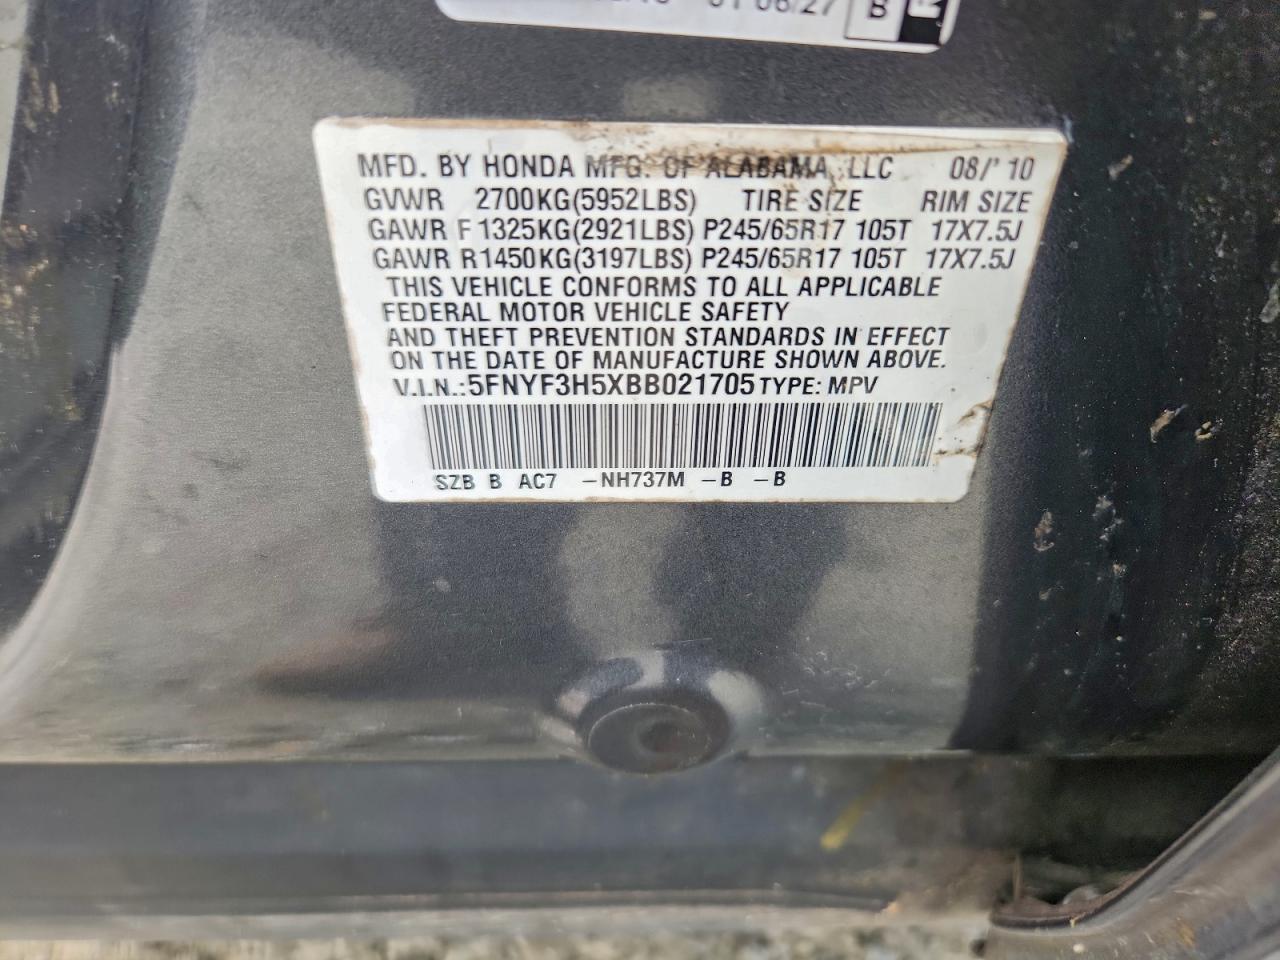 01 06/27
B
MFD. BY HONDA MFG. OF ALABAMA, LLC 08/'10
GVWR 2700KG(5952LBS) TIRE SIZE RIM SIZE
GAWR F 1325KG(2921LBS) P245/65R17 105T 17X7.5J
GAWR R 1450KG(3197LBS) P245/65R17 105T 17X7.5J
THIS VEHICLE CONFORMS TO ALL APPLICABLE
FEDERAL MOTOR VEHICLE SAFETY
AND THEFT PREVENTION STANDARDS IN EFFECT
ON THE DATE OF MANUFACTURE SHOWN ABOVE.
V.I.N.:5FNYF3H5XBB021705 TYPE: MPV
SZB B AC7 -NH737M -B -B